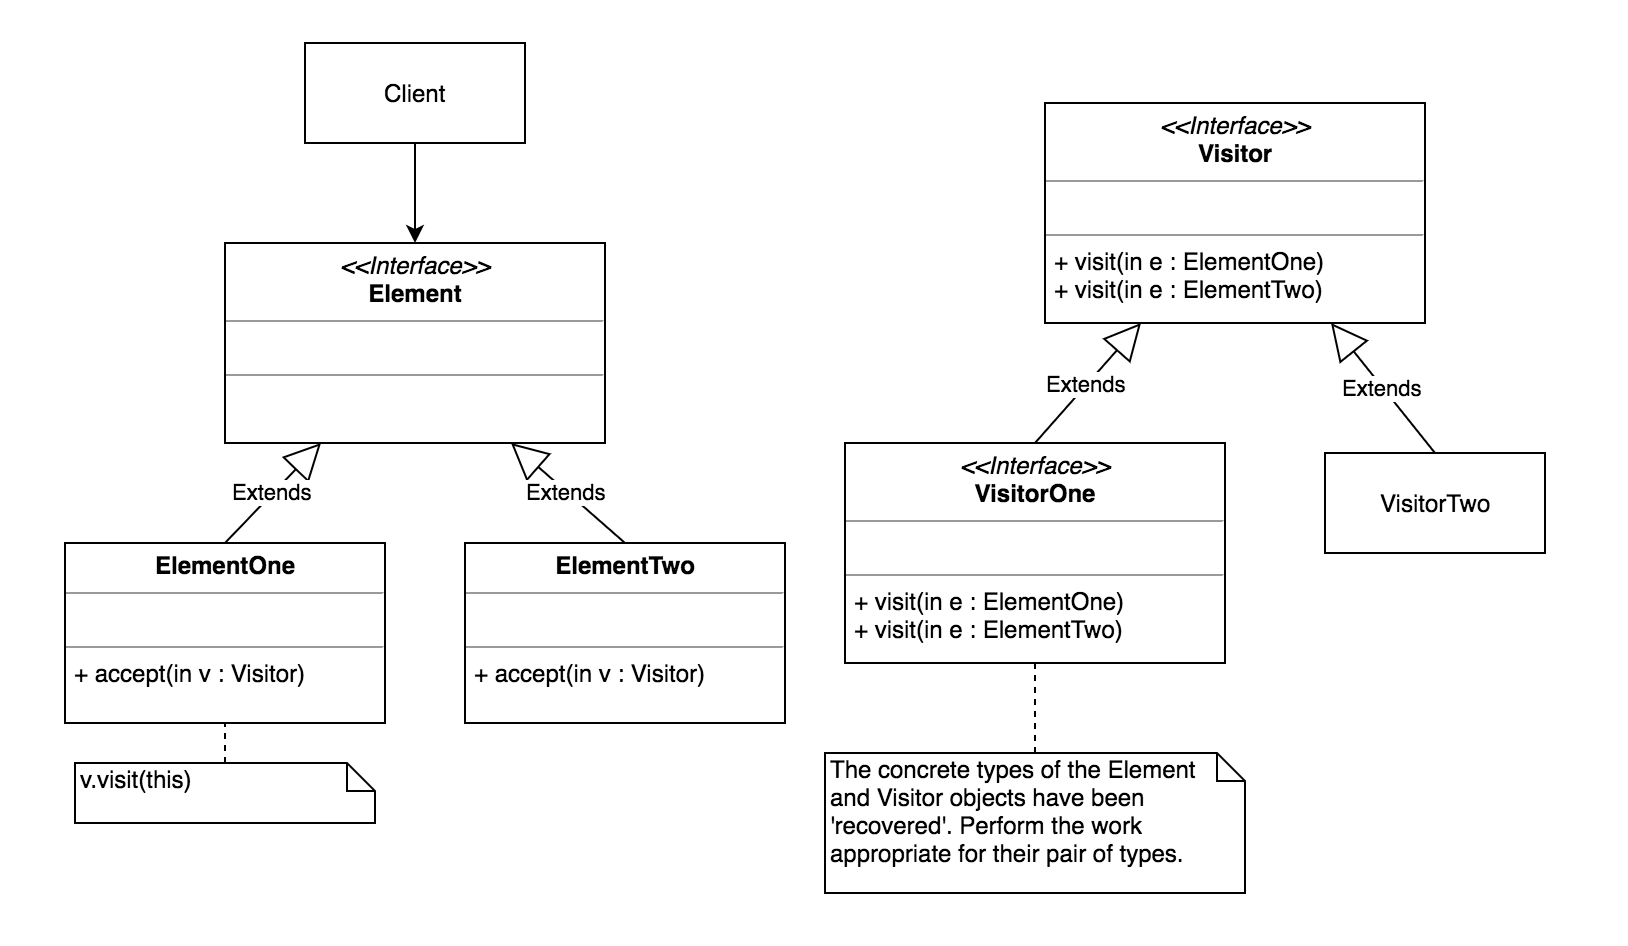 Client
<<Interface>>
Element
Extends
Extends
ElementOne
+ accept(in v : Visitor)
v.visit(this)
ElementTwo
+ accept(in v : Visitor)
<<Interface>>
Visitor
+ visit(in e : ElementOne)
+ visit(in e : ElementTwo)
Extends
Extends
<<Interface>>
VisitorOne
+ visit(in e : ElementOne)
+ visit(in e : ElementTwo)
VisitorTwo
The concrete types of the Element
and Visitor objects have been
'recovered'. Perform the work
appropriate for their pair of types.